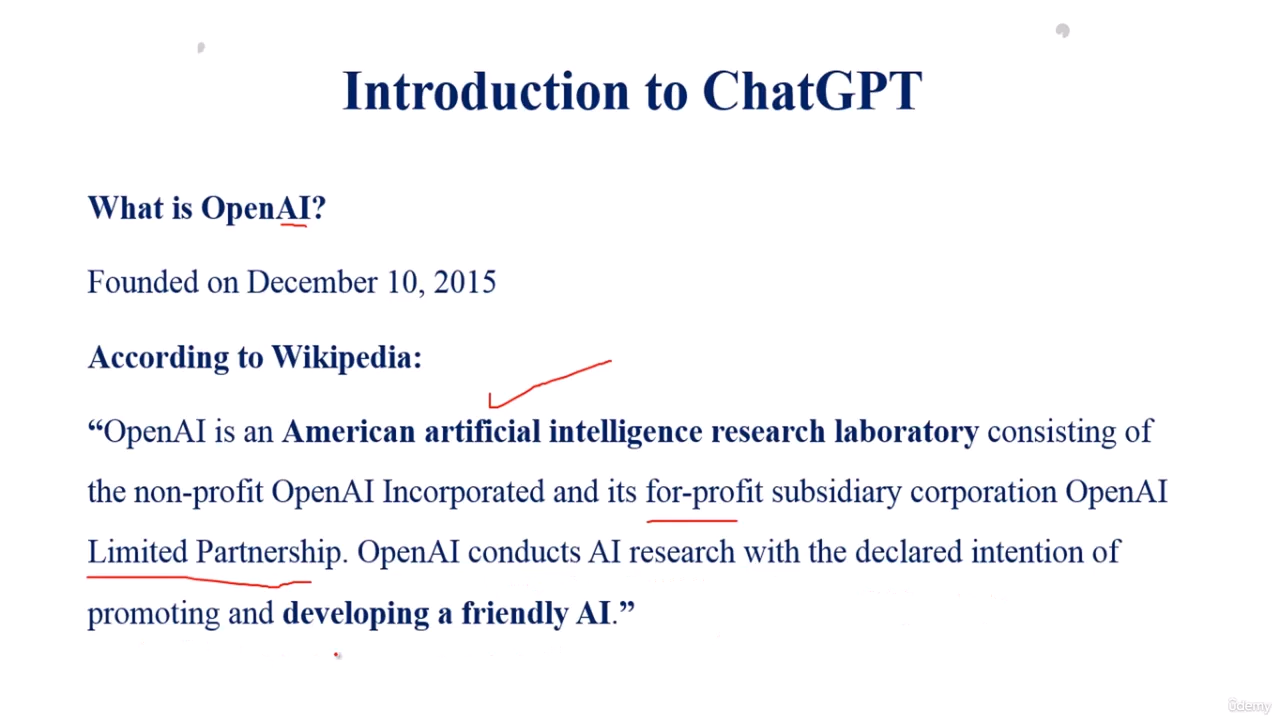 Introduction to ChatGPT
What is OpenAI?
Founded on December 10, 2015
According to Wikipedia:
“OpenAI is an American artificial intelligence research laboratory consisting of
the non-profit OpenAI Incorporated and its for-profit subsidiary corporation OpenAI
Limited Partnership. OpenAI conducts AI research with the declared intention of
promoting and developing a friendly AI.”
ûdemy